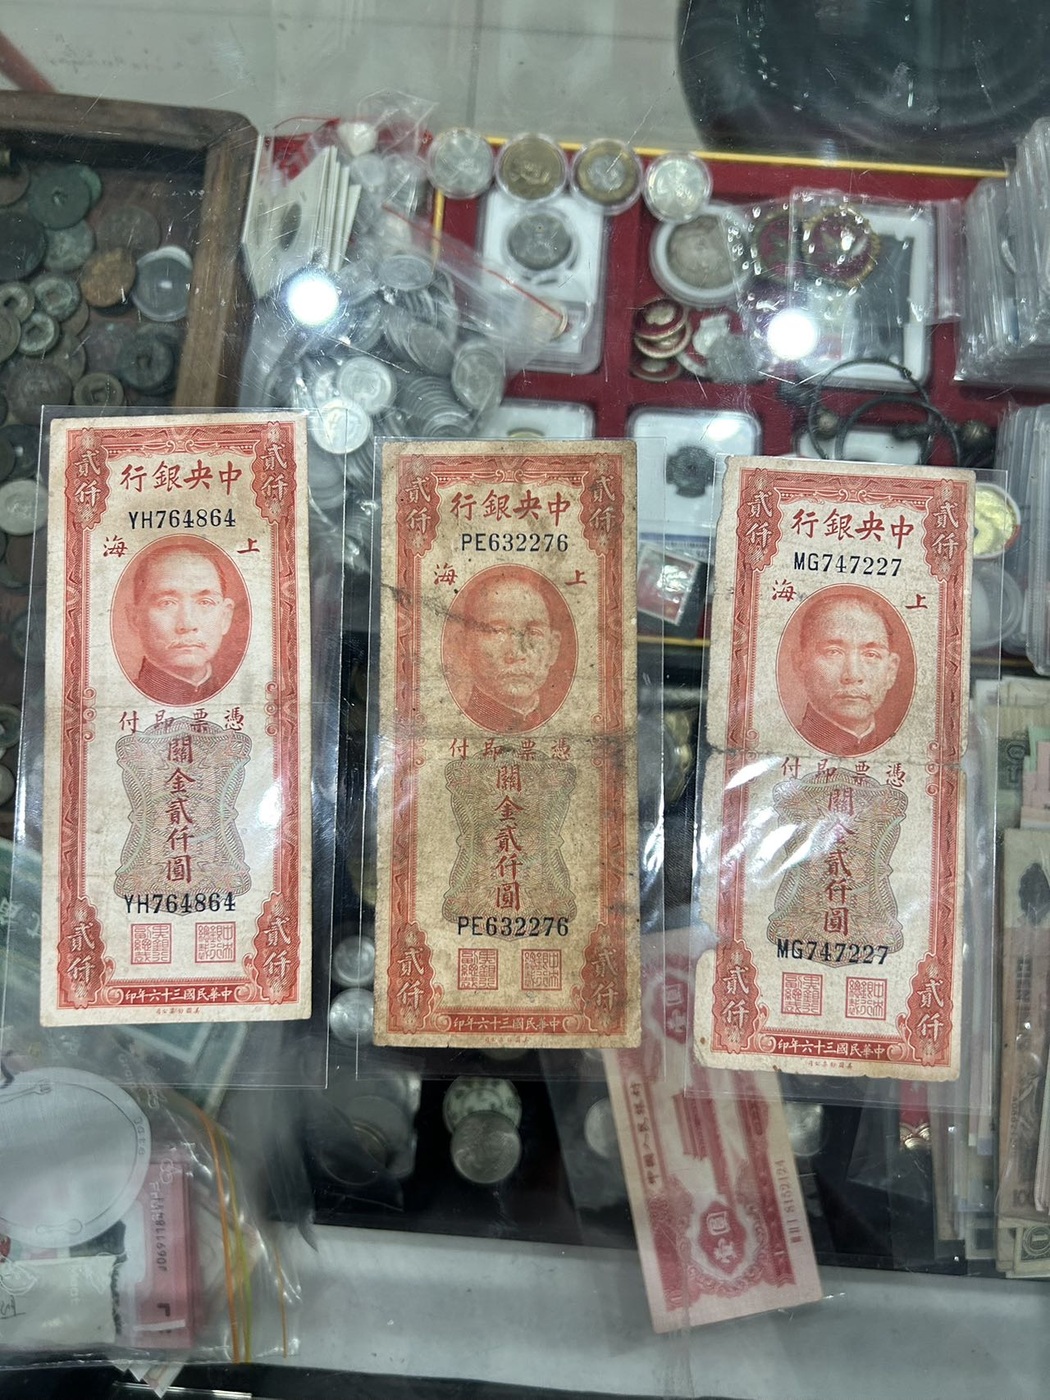 中央銀行
貳仟
貳仟
YH764864
上海
憑票即付
關金貳仟圓
YH764864
貳仟
貳仟
中華民國三十六年印
中央銀行
貳仟
貳仟
PE632276
上海
憑票即付
關金貳仟圓
PE632276
貳仟
貳仟
中華民國三十六年印
中央銀行
貳仟
貳仟
MG747227
上海
憑票即付
關金貳仟圓
MG747227
貳仟
貳仟
中華民國三十六年印